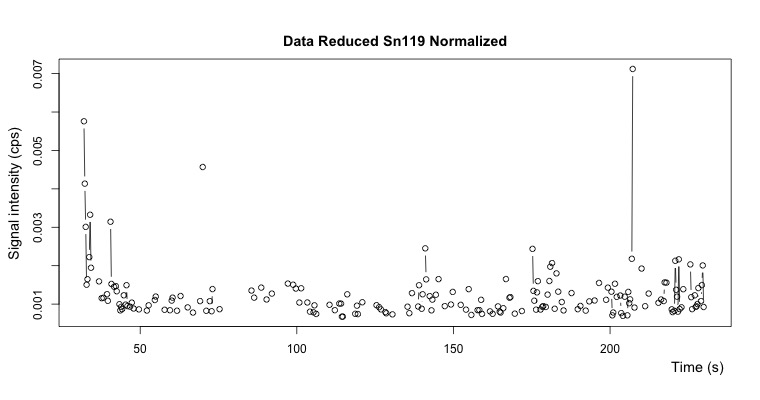 Data Reduced Sn119 Normalized
Signal intensity (cps)
0.007
0.005
0.003
0.001
50 100 150 200
Time (s)